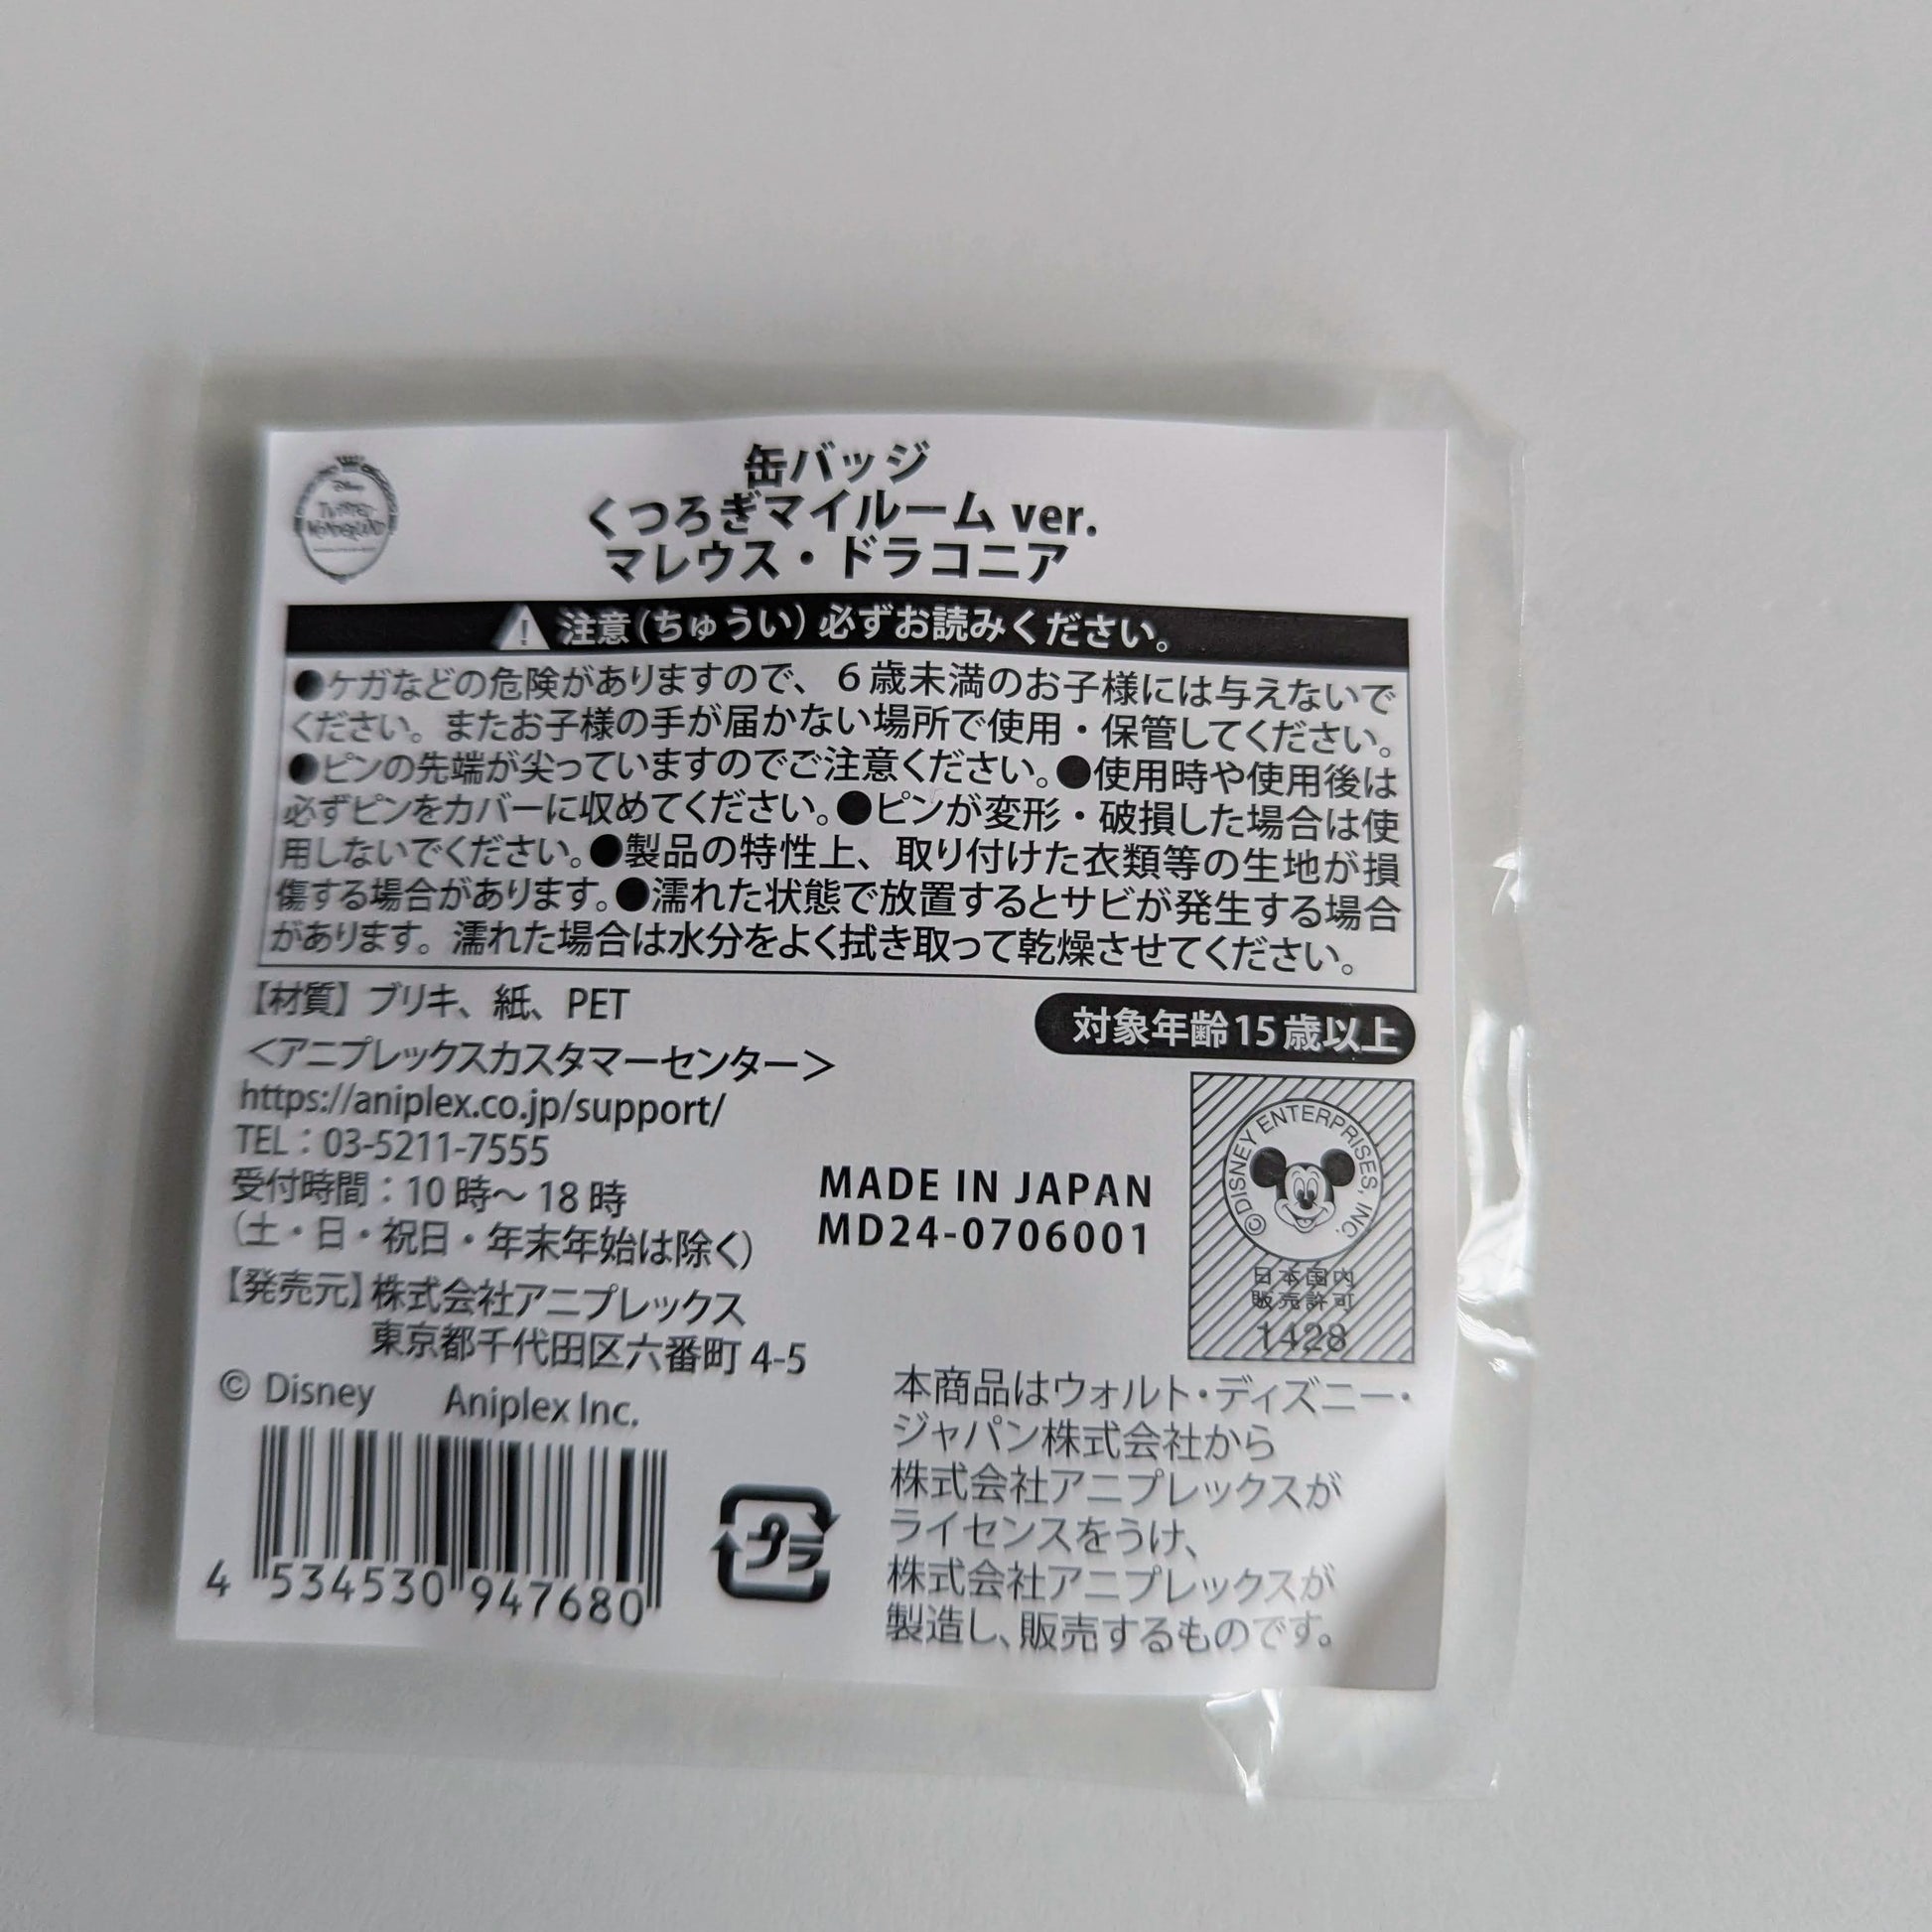 Disney
TWISTED
WONDERLAND
缶バッジ
くつろぎマイルーム ver.
マレウス・ドラコニア
注意(ちゅうい)必ずお読みください。
●ケガなどの危険がありますので、6歳未満のお子様には与えないで
ください。またお子様の手が届かない場所で使用・保管してください。
●ピンの先端が尖っていますのでご注意ください。●使用時や使用後は
必ずピンをカバーに収めてください。●ピンが変形・破損した場合は使
用しないでください。●製品の特性上、取り付けた衣類等の生地が損
傷する場合があります。●濡れた状態で放置するとサビが発生する場合
があります。濡れた場合は水分をよく拭き取って乾燥させてください。
【材質】ブリキ、紙、PET
対象年齢15歳以上
<アニプレックスカスタマーセンター>
https://aniplex.co.jp/support/
TEL:03-5211-7555
受付時間:10時〜18時
(土・日・祝日・年末年始は除く)
【発売元】株式会社アニプレックス
東京都千代田区六番町 4-5
MADE IN JAPAN
MD24-0706001
©DISNEY ENTERPRISES, INC.
日本国内
販売許可
1428
© Disney Aniplex Inc.
4 534530 947680
プラ
本商品はウォルト・ディズニー・
ジャパン株式会社から
株式会社アニプレックスが
ライセンスをうけ、
株式会社アニプレックスが
製造し、販売するものです。